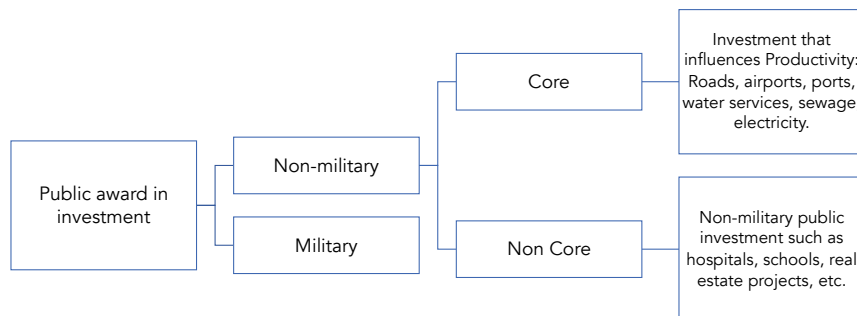 Public award in
investment
Non-military
Military
Core
Non Core
Investment that
influences Productivity:
Roads, airports, ports,
water services, sewage
electricity.
Non-military public
investment such as
hospitals, schools, real
estate projects, etc.